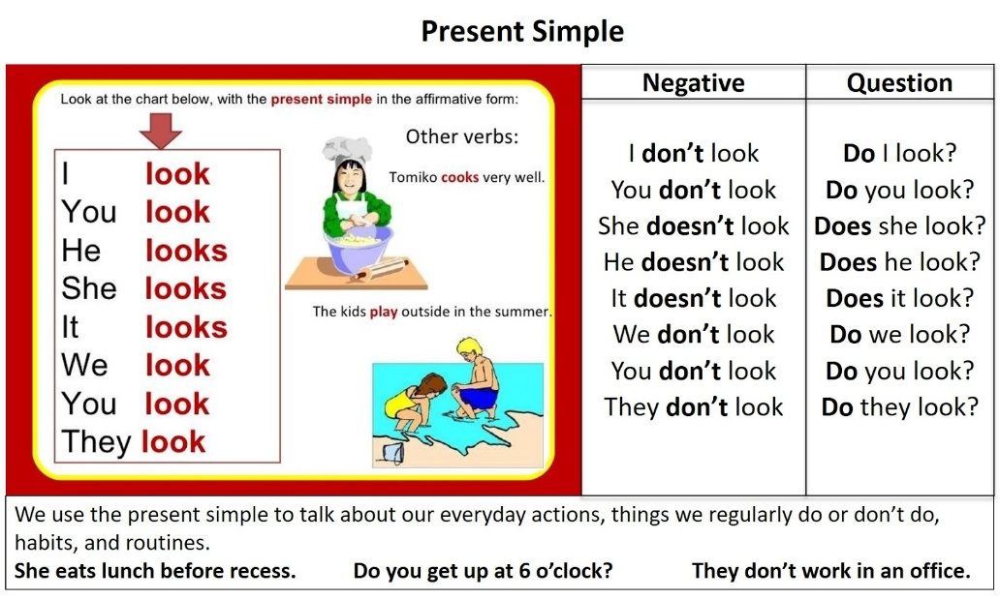 Present Simple
Look at the chart below, with the present simple in the affirmative form:
I look
You look
He looks
She looks
It looks
We look
You look
They look
Other verbs:
Tomiko cooks very well.
The kids play outside in the summer.
Negative
I don’t look
You don’t look
She doesn’t look
He doesn’t look
It doesn’t look
We don’t look
You don’t look
They don’t look
Question
Do I look?
Do you look?
Does she look?
Does he look?
Does it look?
Do we look?
Do you look?
Do they look?
We use the present simple to talk about our everyday actions, things we regularly do or don’t do,
habits, and routines.
She eats lunch before recess. Do you get up at 6 o’clock? They don’t work in an office.